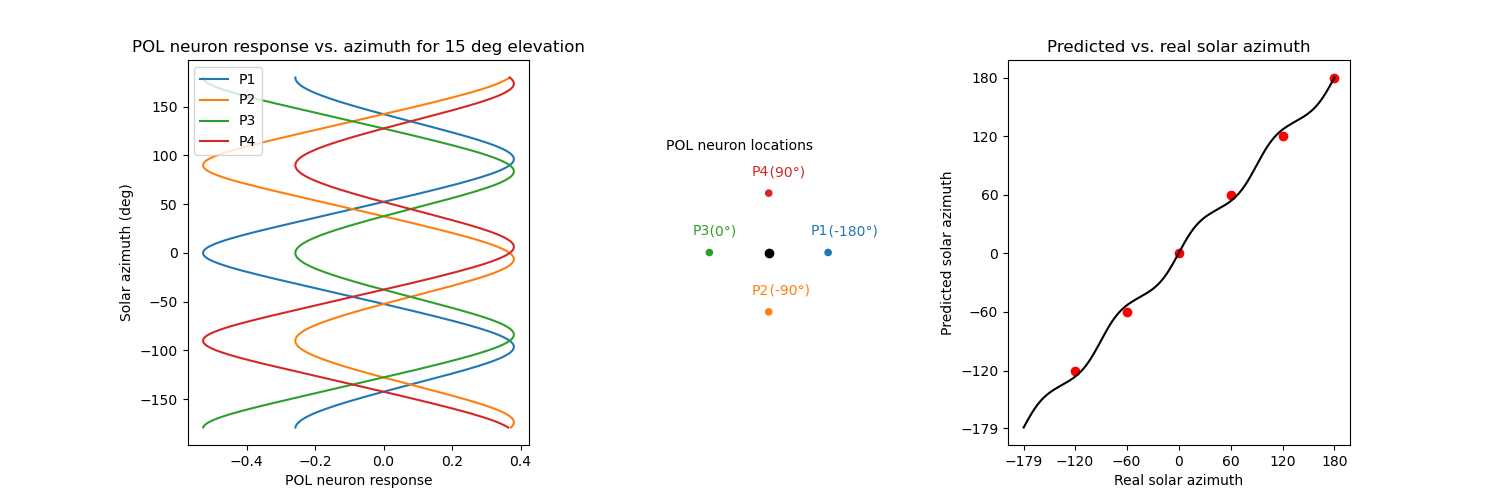 POL neuron response vs. azimuth for 15 deg elevation
P1
P2
P3
P4
150
100
50
0
−50
−100
−150
Solar azimuth (deg)
−0.4
−0.2
0.0
0.2
0.4
POL neuron response
POL neuron locations
P4(90°)
P3(0°)
P1(-180°)
P2(-90°)
Predicted vs. real solar azimuth
180
120
60
0
−60
−120
−179
Predicted solar azimuth
−179
−120
−60
0
60
120
180
Real solar azimuth